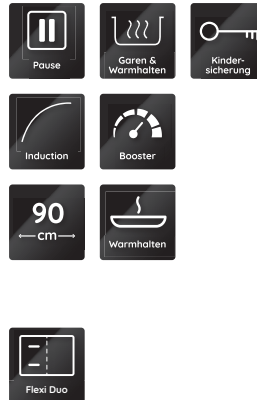 Pause
Garen &
Warmhalten
Kinder-
sicherung
Induction
Booster
90
cm
Warmhalten
Flexi Duo